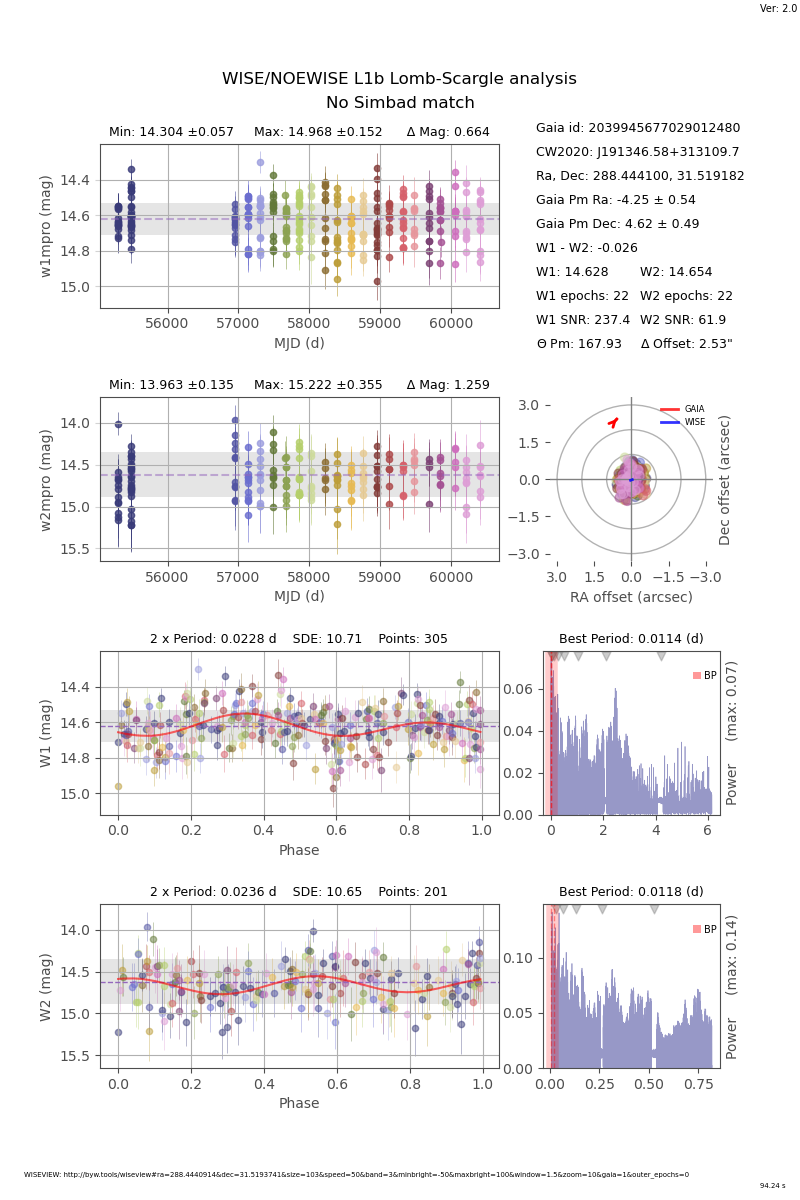 Ver: 2.0
WISE/NOEWISE L1b Lomb-Scargle analysis
No Simbad match
Min: 14.304 ±0.057 Max: 14.968 ±0.152 Δ Mag: 0.664
14.4
14.6
14.8
15.0
w1mpro (mag)
56000 57000 58000 59000 60000
MJD (d)
Gaia id: 2039945677029012480
CW2020: J191346.58+313109.7
Ra, Dec: 288.444100, 31.519182
Gaia Pm Ra: -4.25 ± 0.54
Gaia Pm Dec: 4.62 ± 0.49
W1 - W2: -0.026
W1: 14.628 W2: 14.654
W1 epochs: 22 W2 epochs: 22
W1 SNR: 237.4 W2 SNR: 61.9
Θ Pm: 167.93 Δ Offset: 2.53"
Min: 13.963 ±0.135 Max: 15.222 ±0.355 Δ Mag: 1.259
14.0
14.5
15.0
15.5
w2mpro (mag)
56000 57000 58000 59000 60000
MJD (d)
3.0
1.5
0.0
−1.5
−3.0
GAIA
WISE
Dec offset (arcsec)
3.0 1.5 0.0 −1.5 −3.0
RA offset (arcsec)
2 x Period: 0.0228 d SDE: 10.71 Points: 305
14.4
14.6
14.8
15.0
W1 (mag)
0.0 0.2 0.4 0.6 0.8 1.0
Phase
Best Period: 0.0114 (d)
BP
0.06
0.04
0.02
0.00
Power (max: 0.07)
0 2 4 6
2 x Period: 0.0236 d SDE: 10.65 Points: 201
14.0
14.5
15.0
15.5
W2 (mag)
0.0 0.2 0.4 0.6 0.8 1.0
Phase
Best Period: 0.0118 (d)
BP
0.10
0.05
0.00
Power (max: 0.14)
0.00 0.25 0.50 0.75
WISEVIEW: http://byw.tools/wiseview#ra=288.4440914&dec=31.5193741&size=103&speed=50&band=3&minbright=-50&maxbright=100&window=1.5&zoom=10&gaia=1&outer_epochs=0
94.24 s